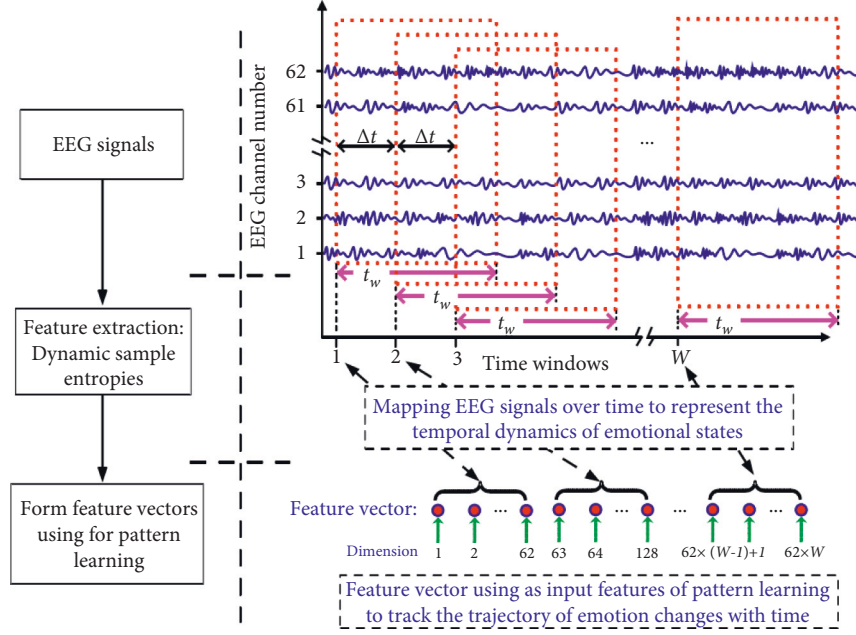 EEG signals
Feature extraction:
Dynamic sample
entropies
Form feature vectors
using for pattern
learning
EEG channel number
62
61
3
2
1
Δt
Δt
...
t_w
t_w
t_w
t_w
1
2
3
Time windows
W
Mapping EEG signals over time to represent the
temporal dynamics of emotional states
Feature vector:
... ... ... ...
Dimension 1 2 62 63 64 128 62× (W-1)+1 62×W
Feature vector using as input features of pattern learning
to track the trajectory of emotion changes with time